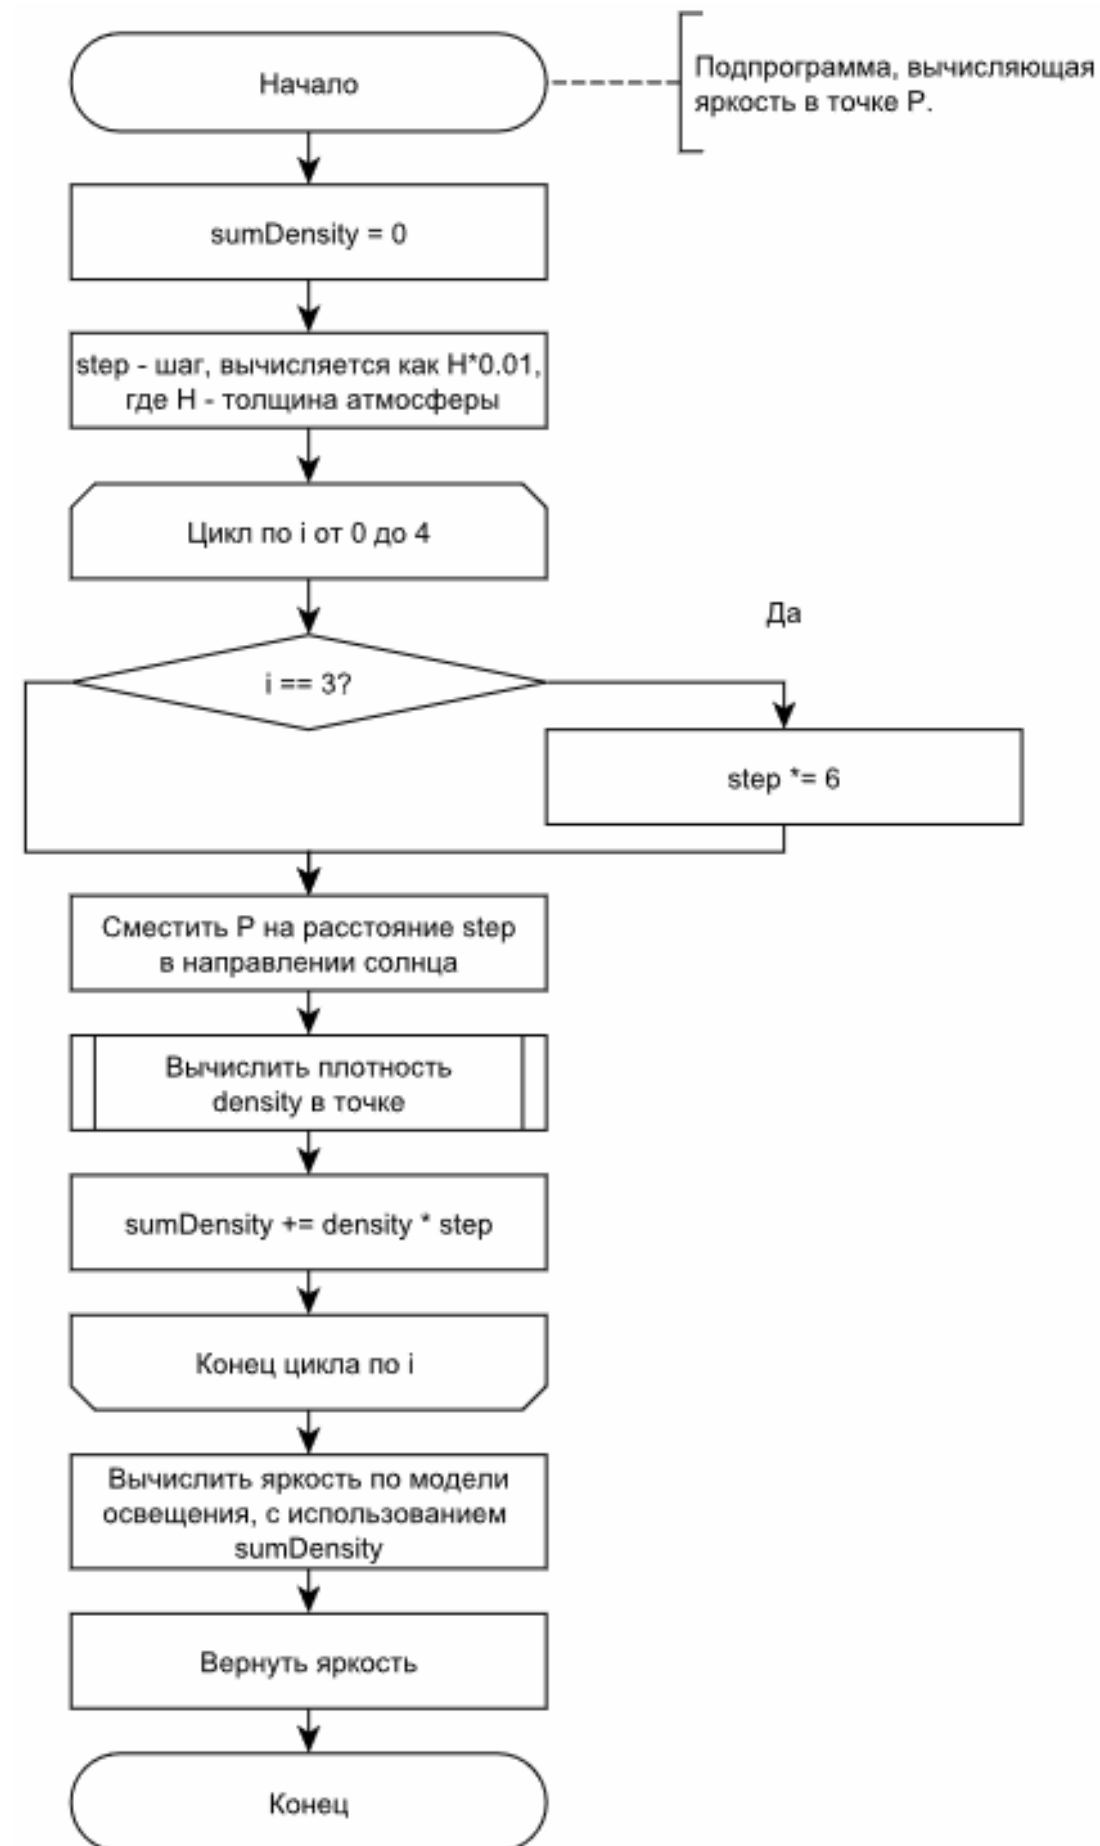 Начало
Подпрограмма, вычисляющая
яркость в точке P.
sumDensity = 0
step - шаг, вычисляется как H*0.01,
где H - толщина атмосферы
Цикл по i от 0 до 4
Да
i == 3?
step *= 6
Сместить P на расстояние step
в направлении солнца
Вычислить плотность
density в точке
sumDensity += density * step
Конец цикла по i
Вычислить яркость по модели
освещения, с использованием
sumDensity
Вернуть яркость
Конец